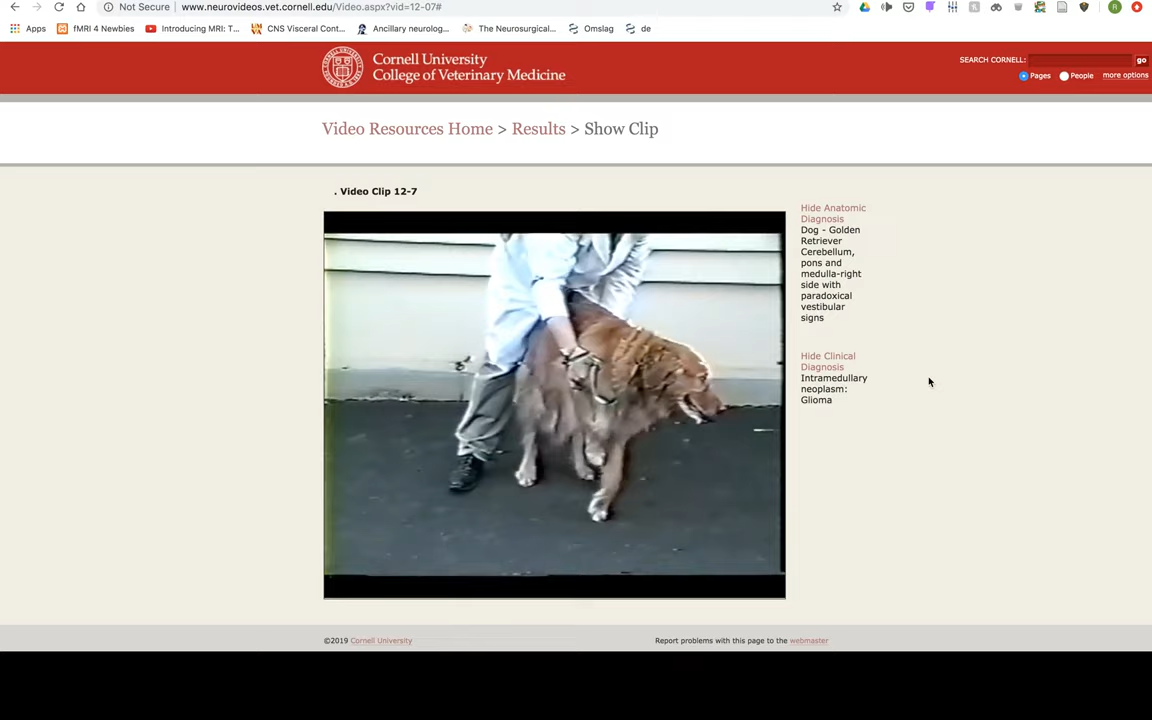 Not Secure | www.neurovideos.vet.cornell.edu/Video.aspx?vid=12-07#
Apps
fMRI 4 Newbies
Introducing MRI: T...
CNS Visceral Cont...
Ancillary neurolog...
The Neurosurgical...
Omslag
de
R
Cornell University
College of Veterinary Medicine
SEARCH CORNELL:
go
Pages
People
more options
Video Resources Home > Results > Show Clip
. Video Clip 12-7
Hide Anatomic
Diagnosis
Dog - Golden
Retriever
Cerebellum,
pons and
medulla-right
side with
paradoxical
vestibular
signs
Hide Clinical
Diagnosis
Intramedullary
neoplasm:
Glioma
©2019 Cornell University
Report problems with this page to the webmaster